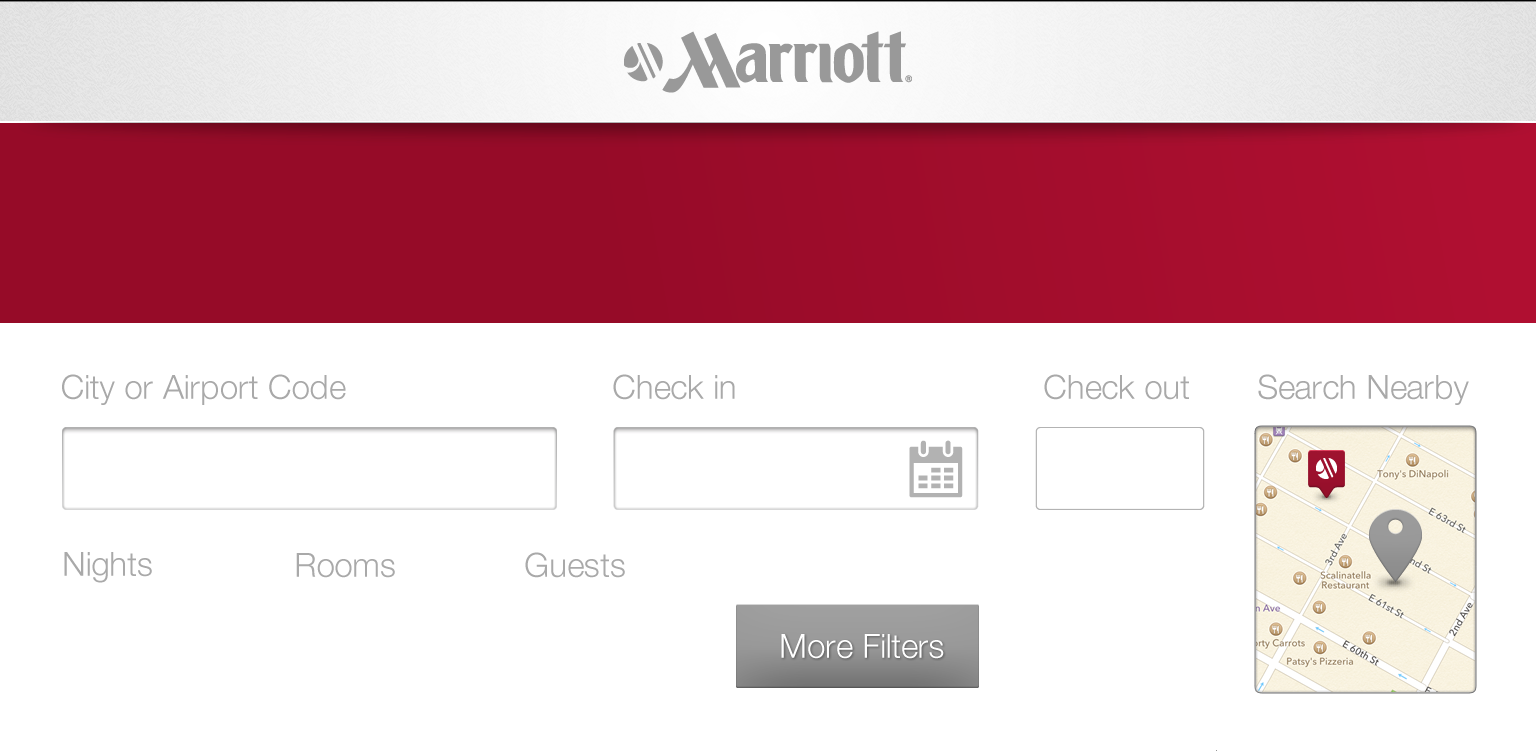 Marriott®
City or Airport Code
Check in
Check out
Search Nearby
Tony's DiNapoli
E 63rd St
3rd Ave
nd St
Scalinatella
Restaurant
E 61st St
n Ave
2nd Ave
orty Carrots
E 60th St
Patsy's Pizzeria
E
Nights
Rooms
Guests
More Filters